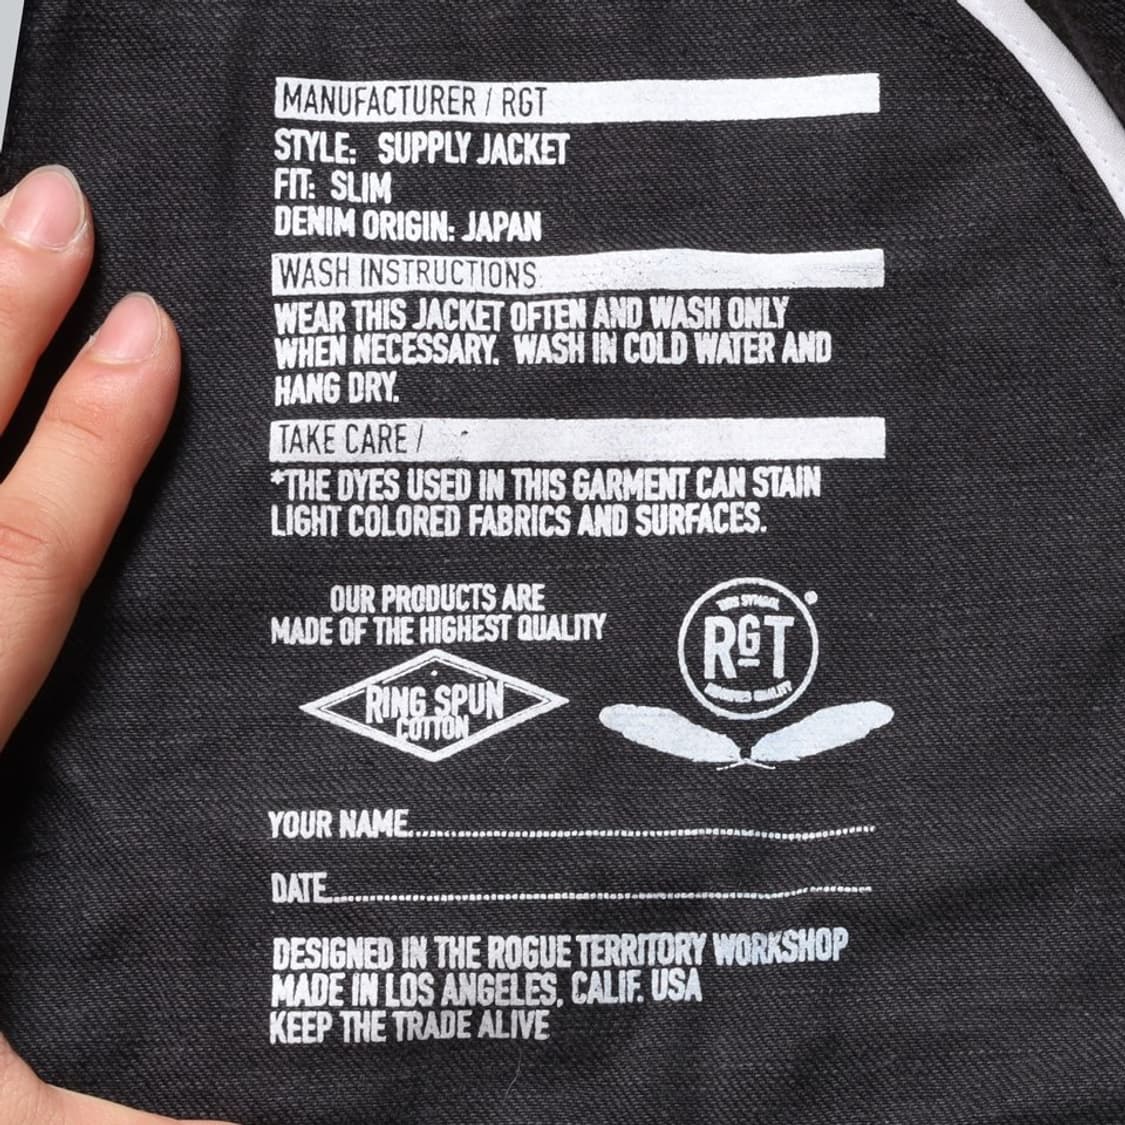 MANUFACTURER / RGT
STYLE: SUPPLY JACKET
FIT: SLIM
DENIM ORIGIN: JAPAN
WASH INSTRUCTIONS
WEAR THIS JACKET OFTEN AND WASH ONLY
WHEN NECESSARY. WASH IN COLD WATER AND
HANG DRY.
TAKE CARE /
*THE DYES USED IN THIS GARMENT CAN STAIN
LIGHT COLORED FABRICS AND SURFACES.
OUR PRODUCTS ARE
MADE OF THE HIGHEST QUALITY
RING SPUN
COTTON
SYMBOL
RGT
QUALITY
YOUR NAME
DATE
DESIGNED IN THE ROGUE TERRITORY WORKSHOP
MADE IN LOS ANGELES, CALIF. USA
KEEP THE TRADE ALIVE